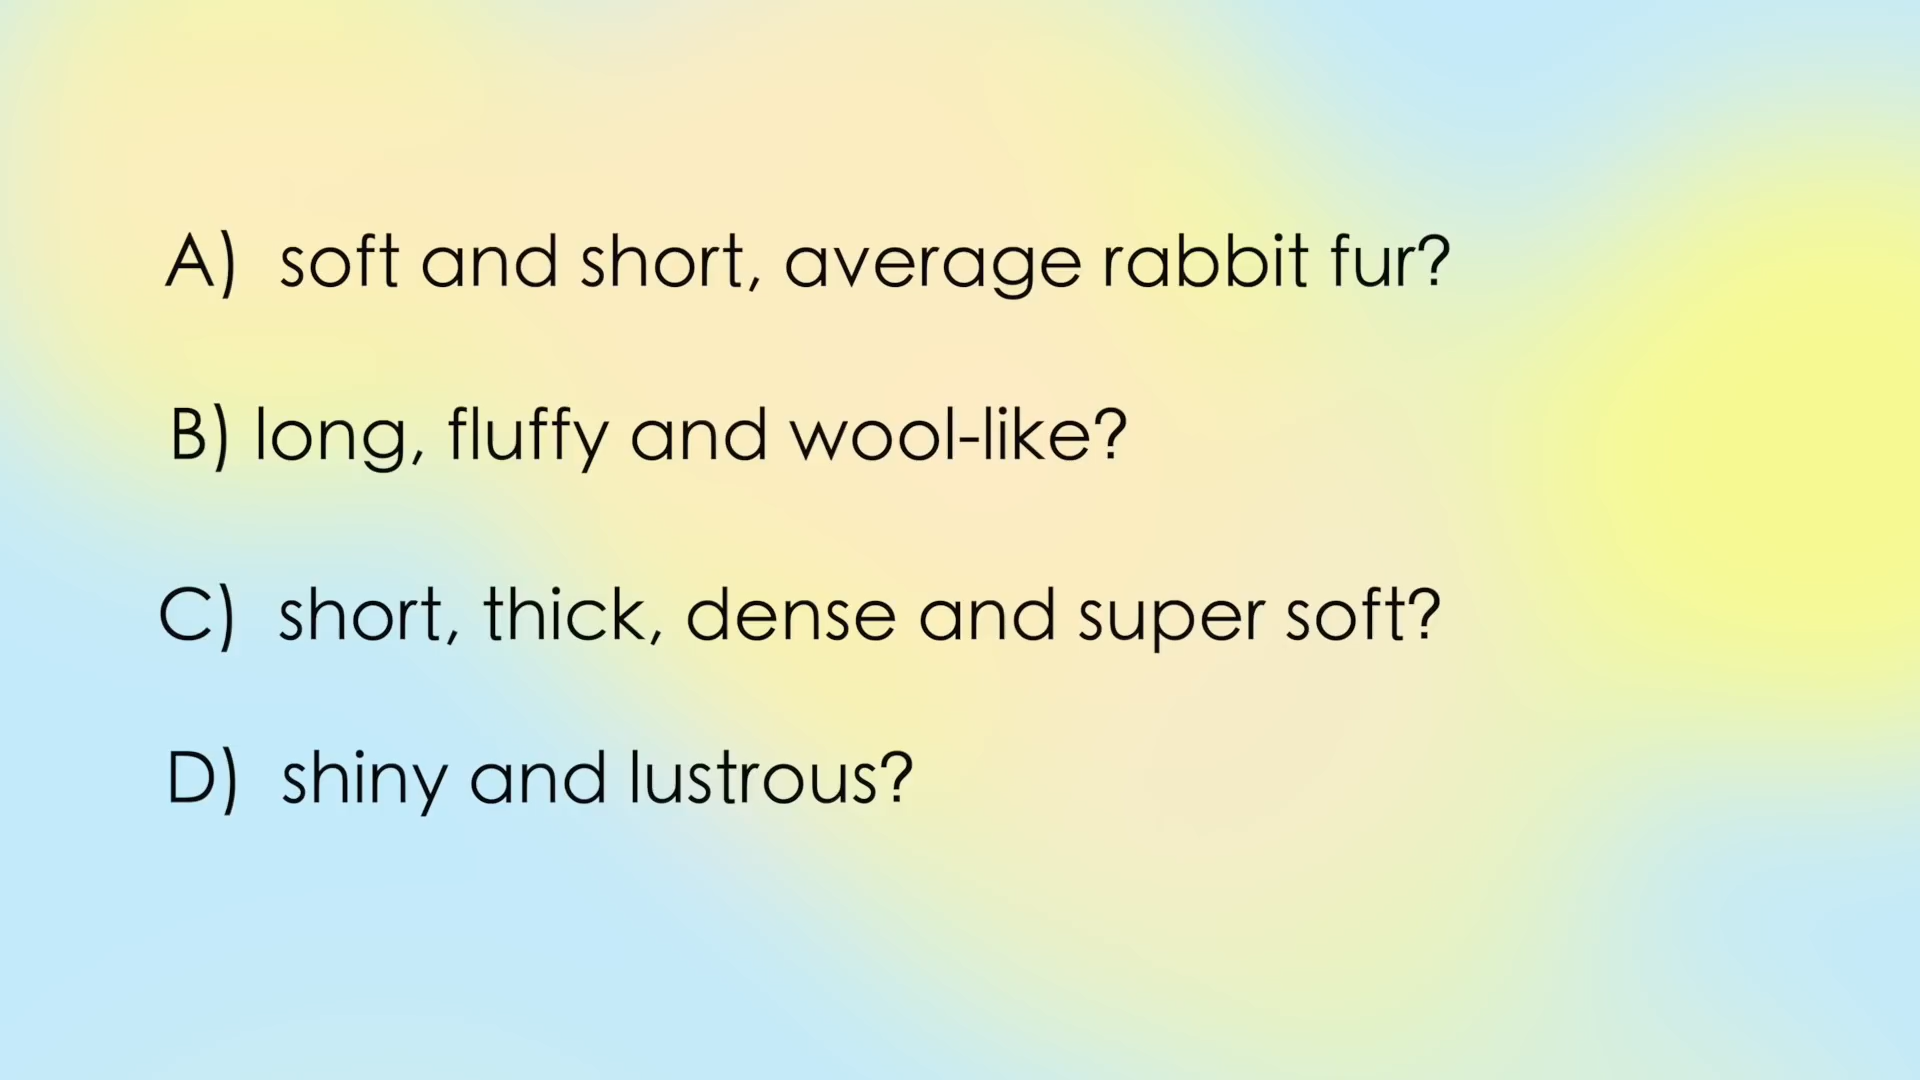 A) soft and short, average rabbit fur?
B) long, fluffy and wool-like?
C) short, thick, dense and super soft?
D) shiny and lustrous?